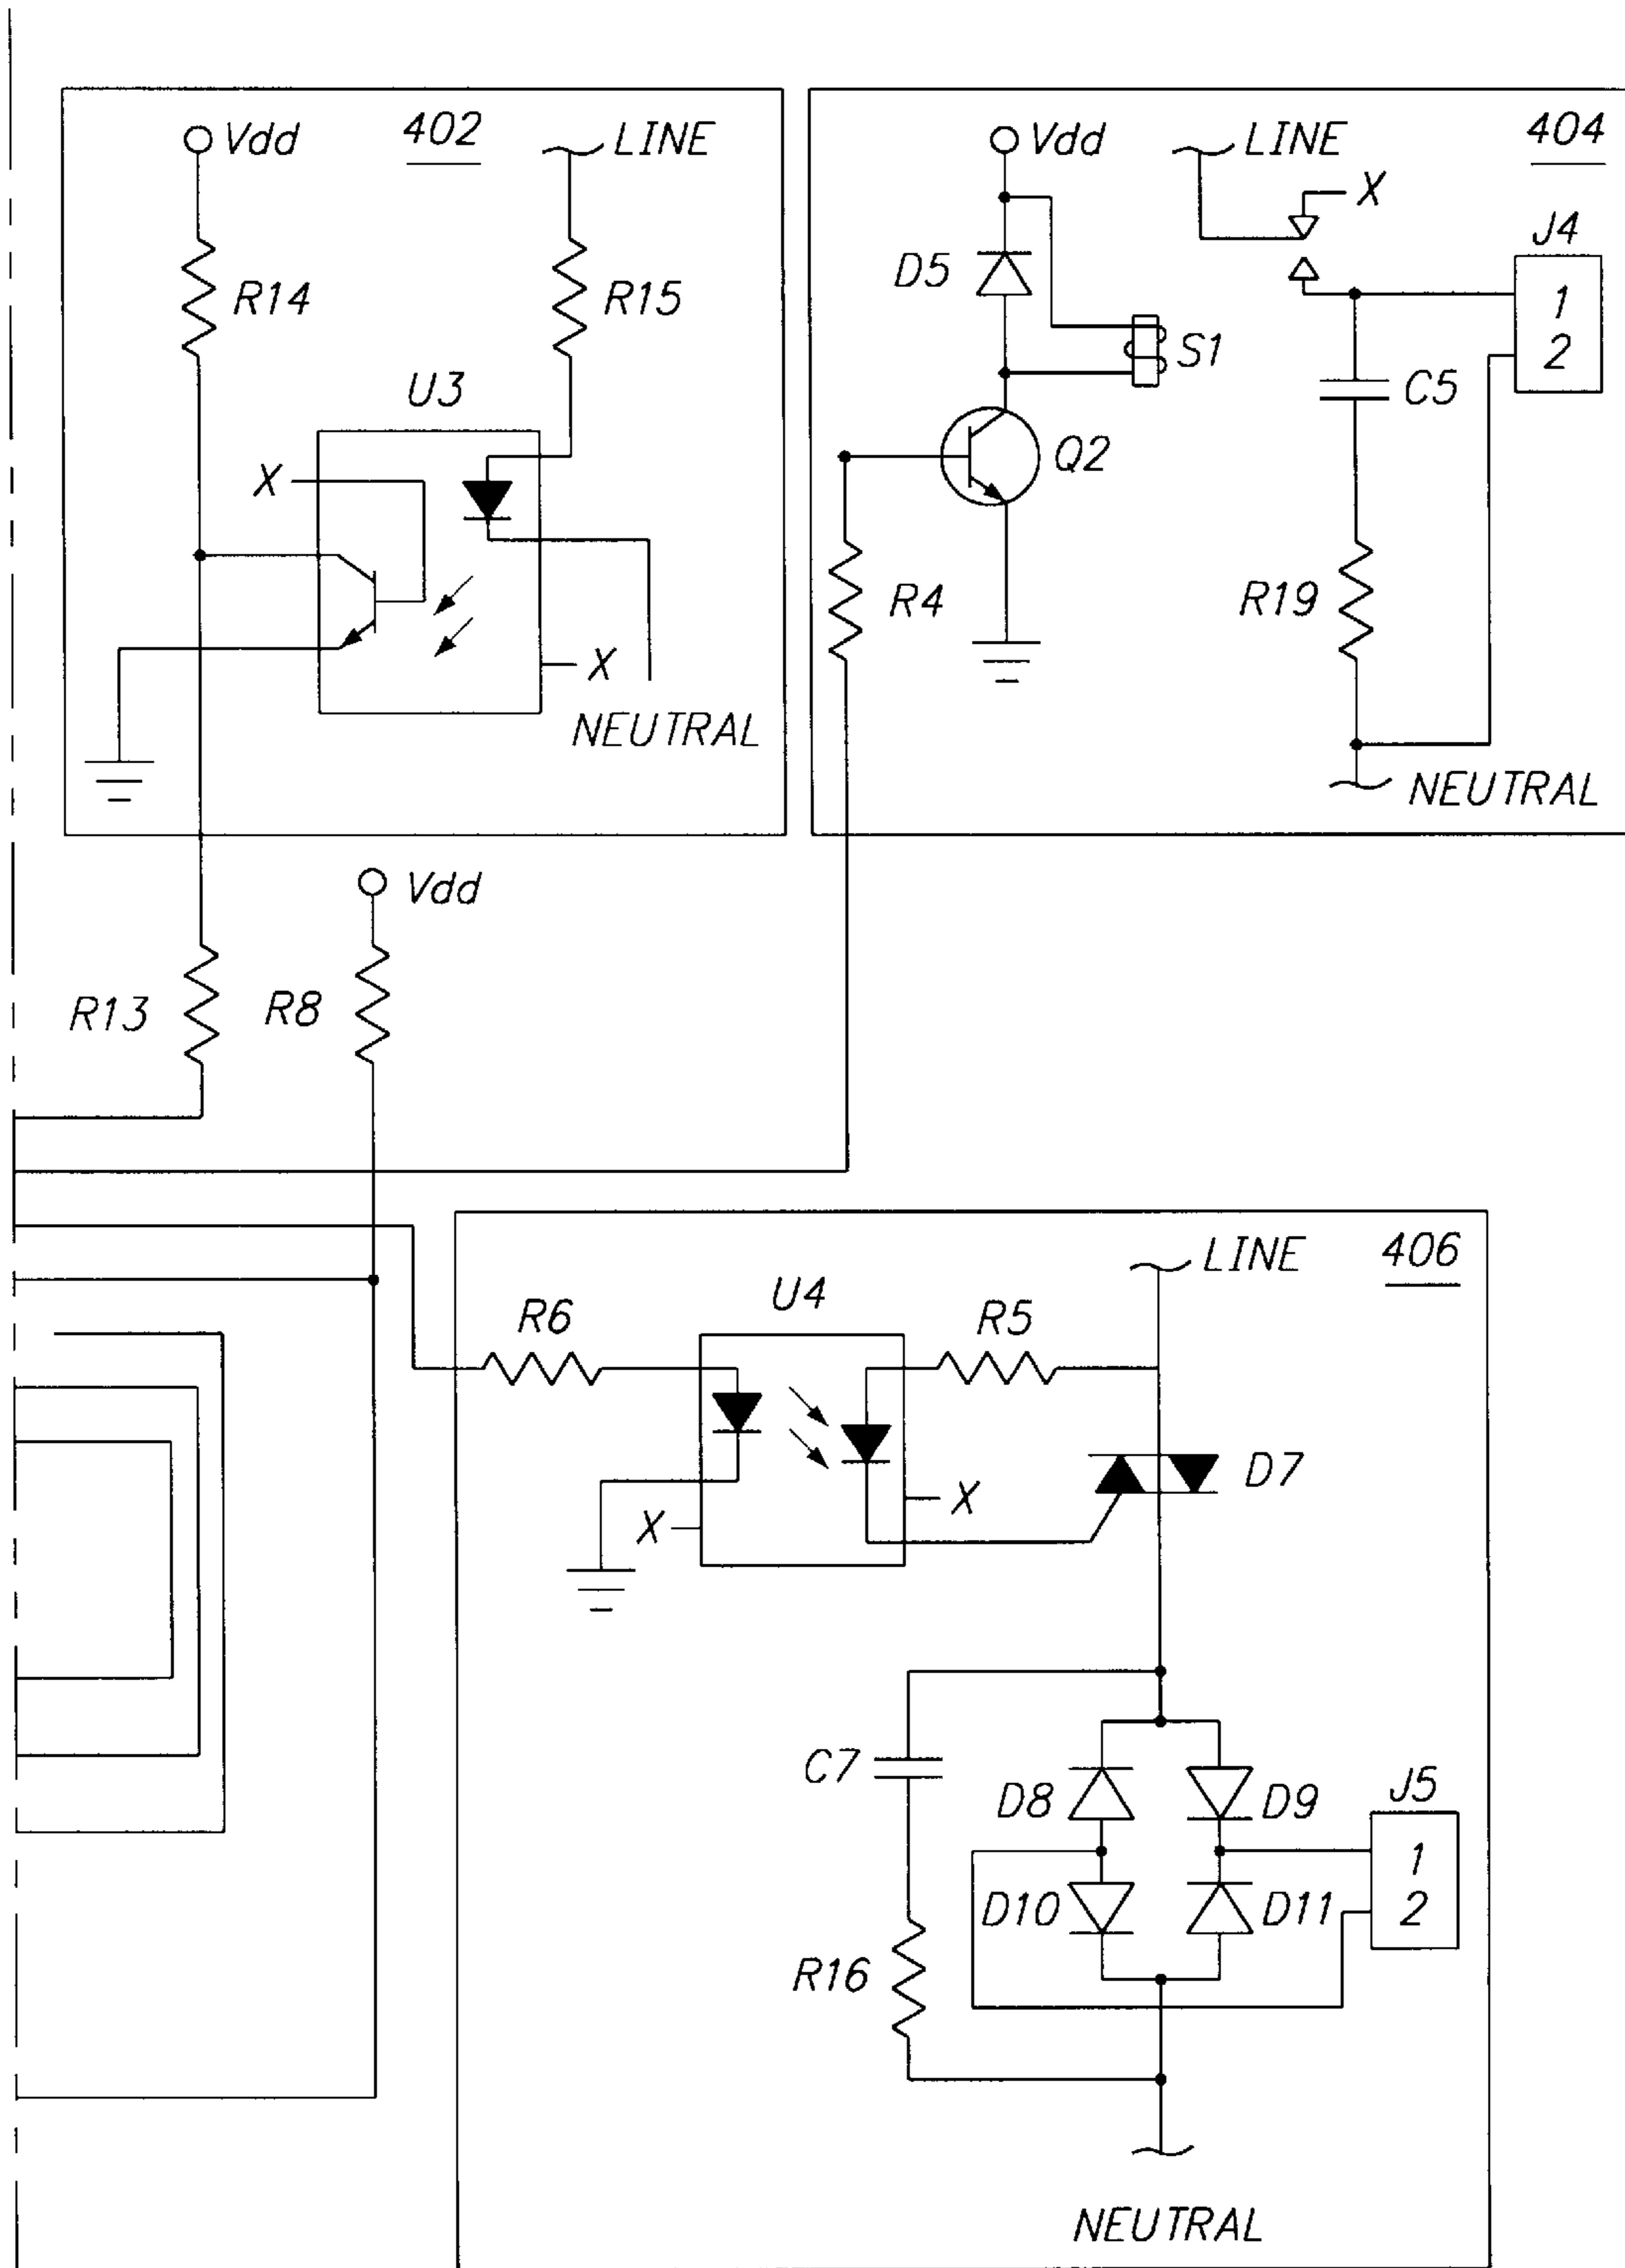 Vdd
402
LINE
R14
R15
U3
X
X
NEUTRAL
Vdd
LINE
404
X
J4
D5
1
2
S1
C5
Q2
R4
R19
NEUTRAL
Vdd
R13
R8
LINE
406
U4
R6
R5
D7
X
X
C7
D8
D9
J5
1
2
D10
D11
R16
NEUTRAL